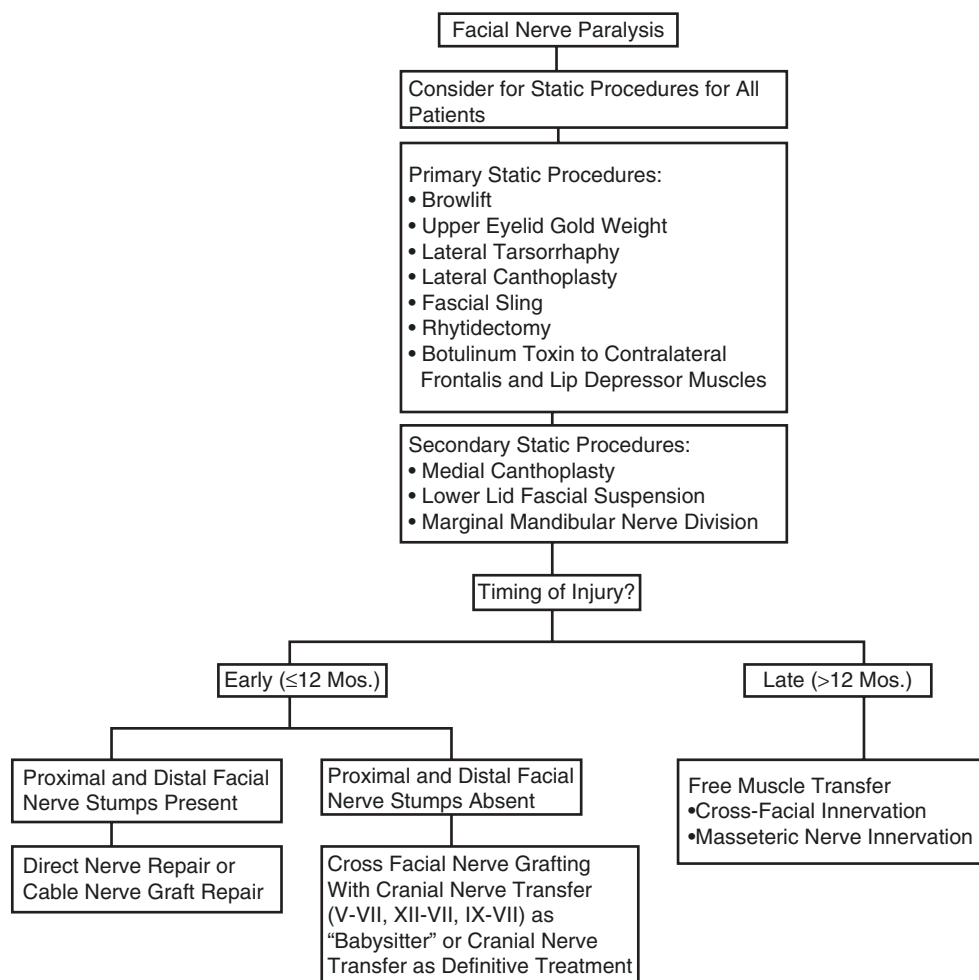 Facial Nerve Paralysis
Consider for Static Procedures for All
Patients
Primary Static Procedures:
• Browlift
• Upper Eyelid Gold Weight
• Lateral Tarsorrhaphy
• Lateral Canthoplasty
• Fascial Sling
• Rhytidectomy
• Botulinum Toxin to Contralateral
Frontalis and Lip Depressor Muscles
Secondary Static Procedures:
• Medial Canthoplasty
• Lower Lid Fascial Suspension
• Marginal Mandibular Nerve Division
Timing of Injury?
Early (≤12 Mos.)
Late (>12 Mos.)
Proximal and Distal Facial
Nerve Stumps Present
Direct Nerve Repair or
Cable Nerve Graft Repair
Proximal and Distal Facial
Nerve Stumps Absent
Cross Facial Nerve Grafting
With Cranial Nerve Transfer
(V-VII, XII-VII, IX-VII) as
“Babysitter” or Cranial Nerve
Transfer as Definitive Treatment
Free Muscle Transfer
•Cross-Facial Innervation
•Masseteric Nerve Innervation